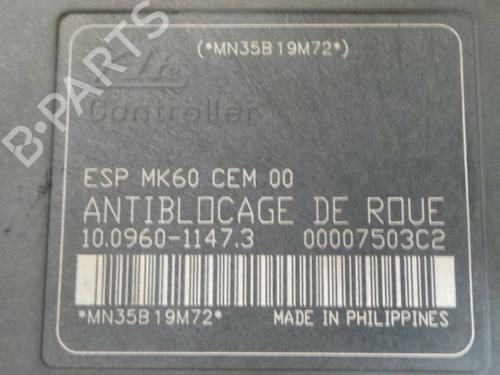 (*MN35B19M72*)
Ate
Controller
ESP MK60 CEM 00
ANTIBLOCAGE DE ROUE
10.0960-1147.3 00007503C2
*MN35B19M72* MADE IN PHILIPPINES
B-PARTS